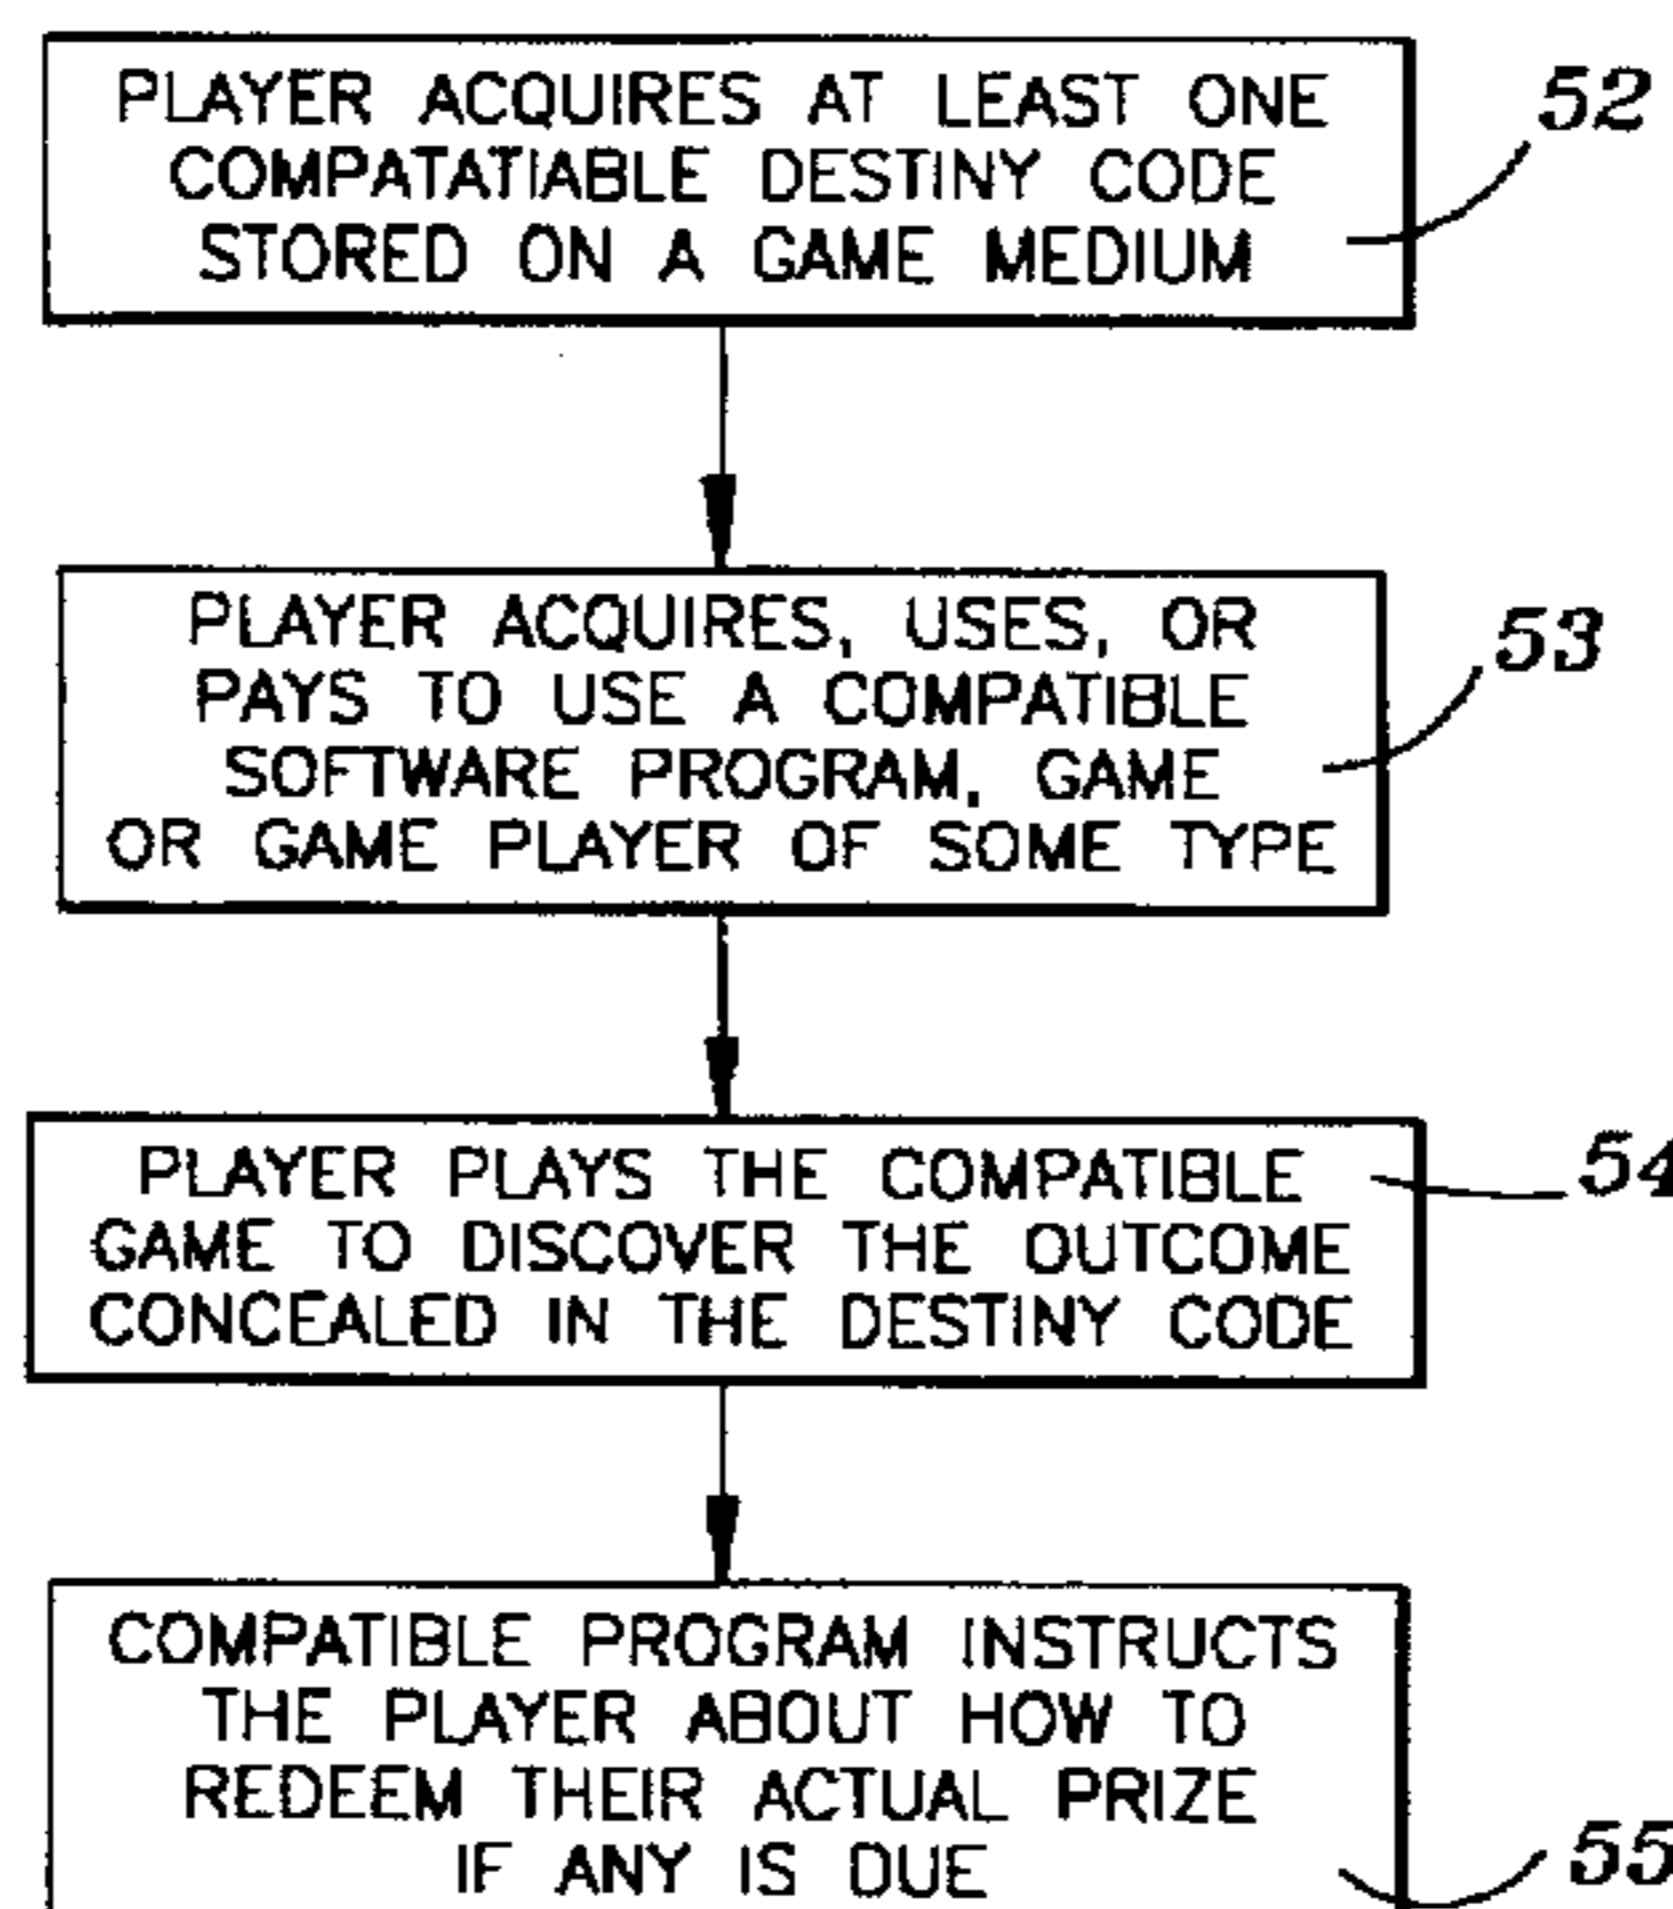 PLAYER ACQUIRES AT LEAST ONE
COMPATATIABLE DESTINY CODE
STORED ON A GAME MEDIUM
52
PLAYER ACQUIRES, USES, OR
PAYS TO USE A COMPATIBLE
SOFTWARE PROGRAM, GAME
OR GAME PLAYER OF SOME TYPE
53
PLAYER PLAYS THE COMPATIBLE
GAME TO DISCOVER THE OUTCOME
CONCEALED IN THE DESTINY CODE
54
COMPATIBLE PROGRAM INSTRUCTS
THE PLAYER ABOUT HOW TO
REDEEM THEIR ACTUAL PRIZE
IF ANY IS DUE
55